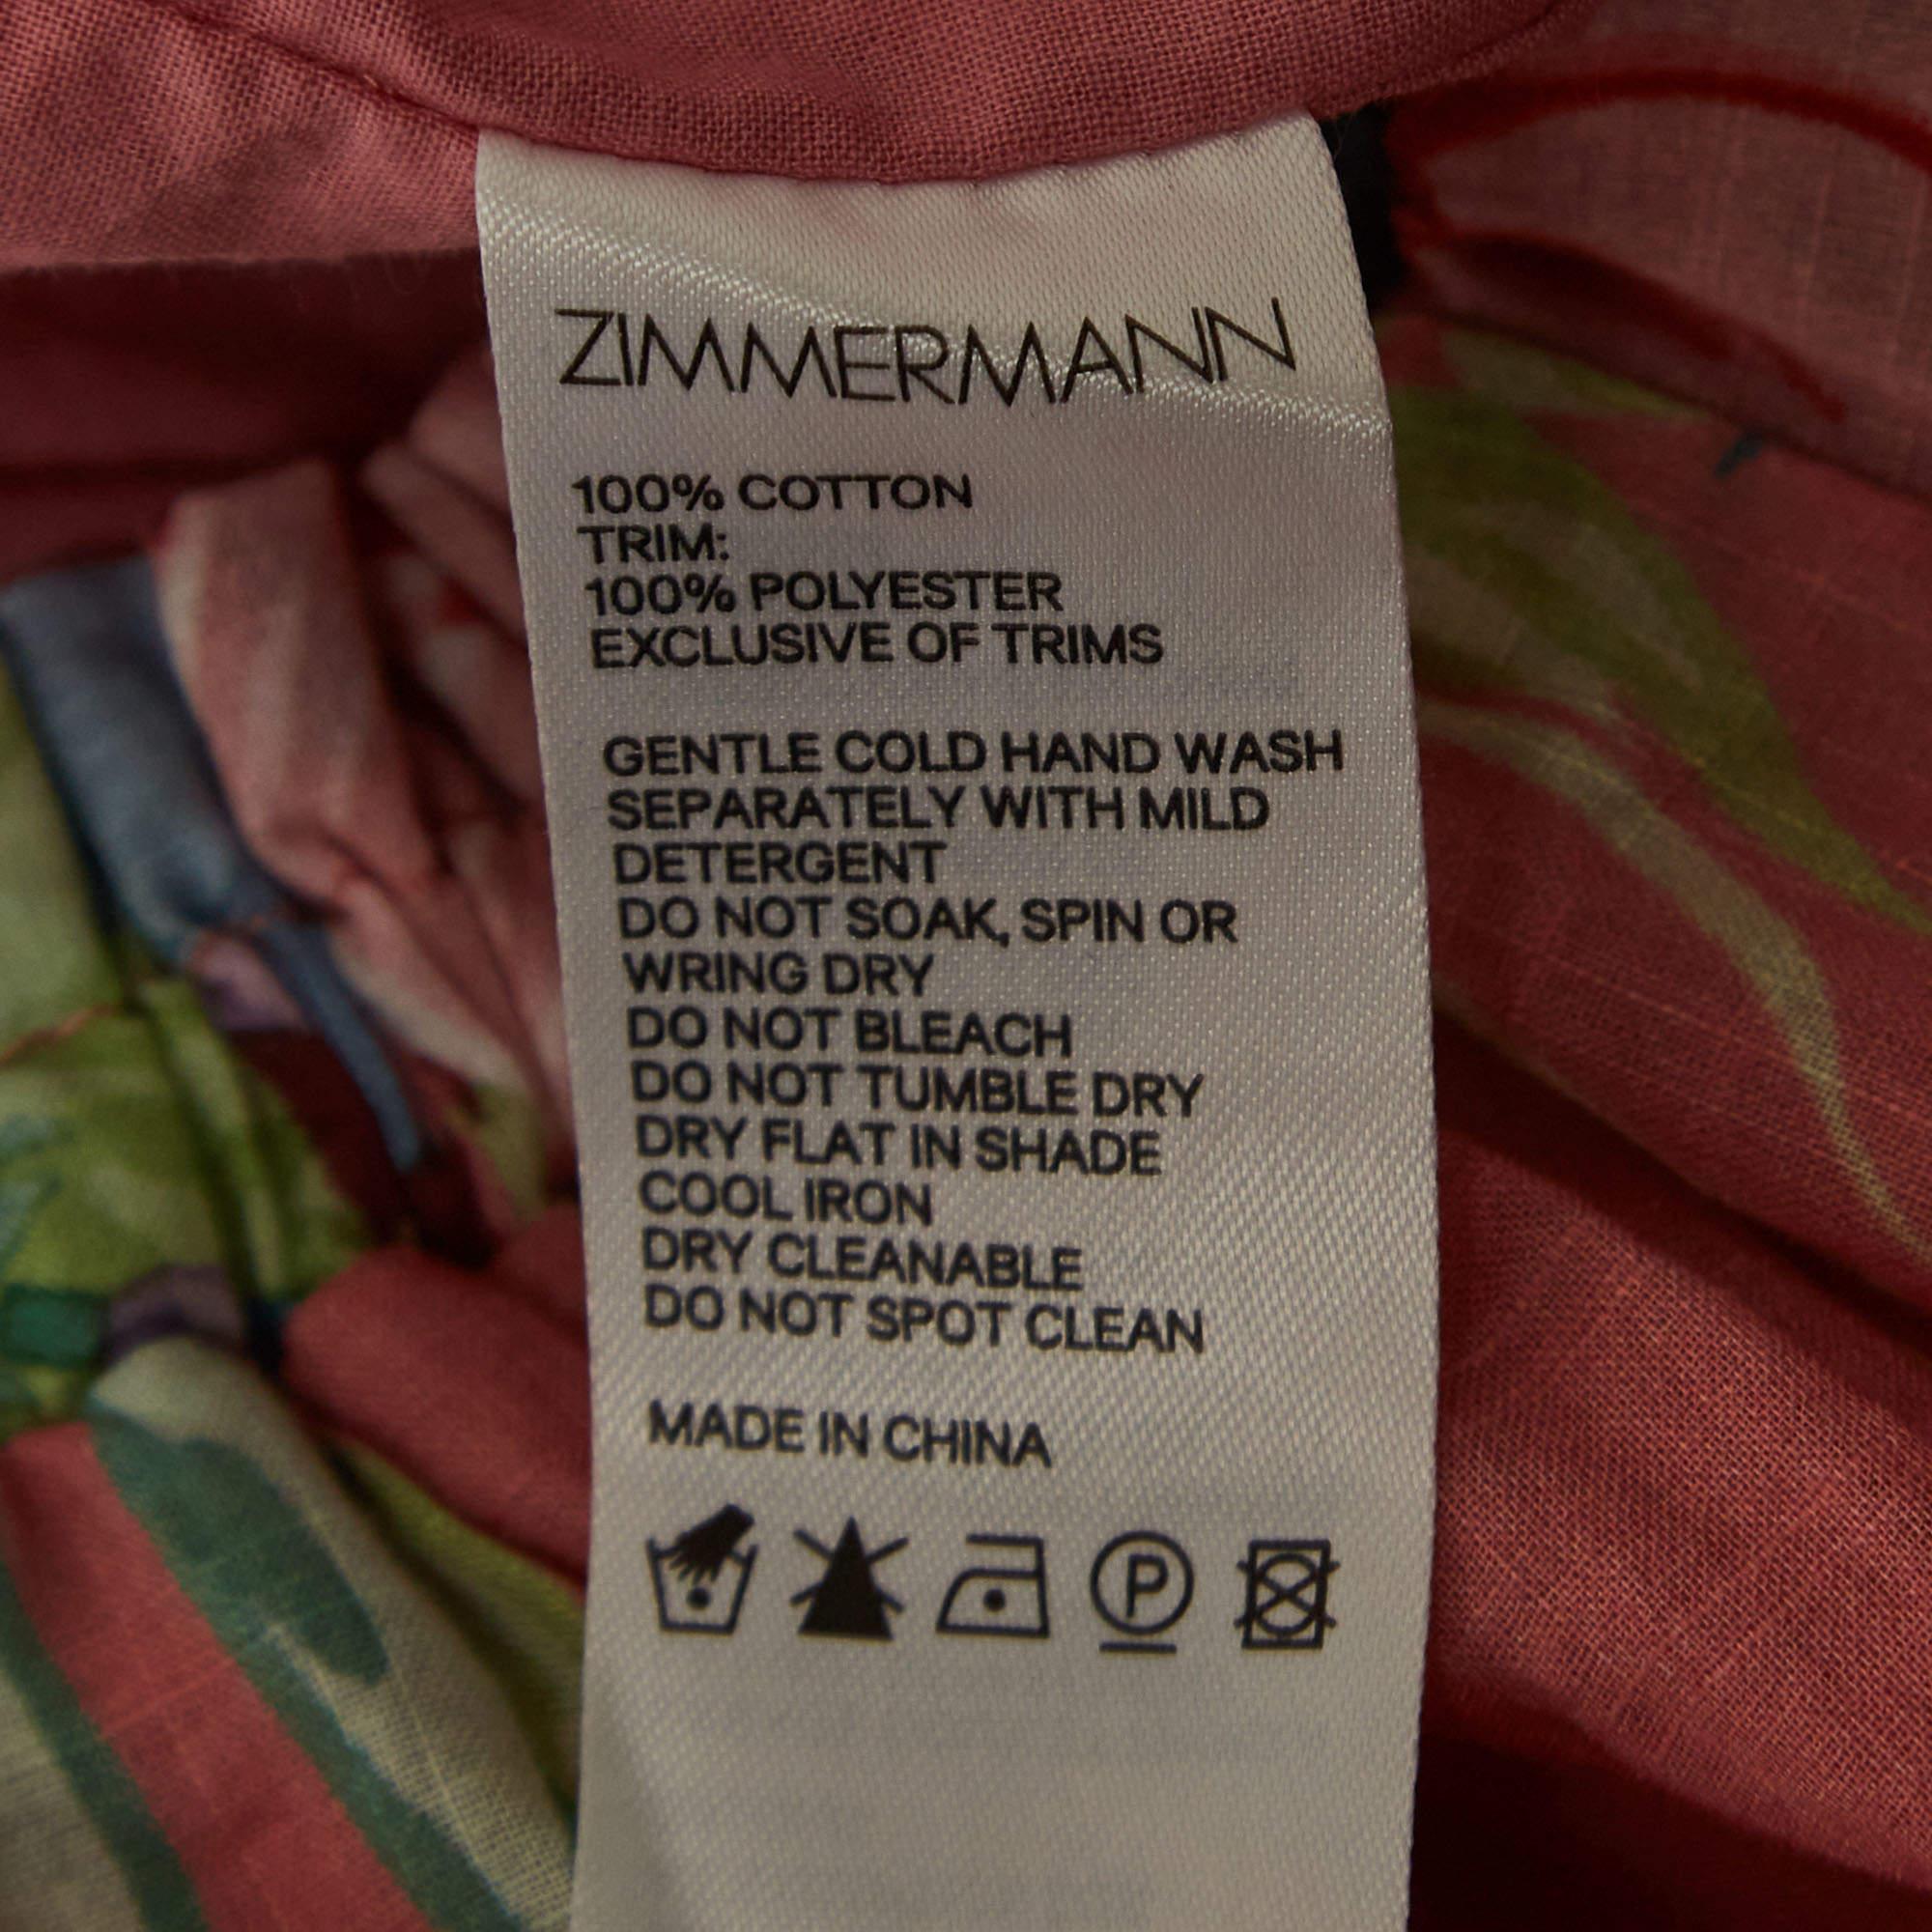 ZIMMERMANN
100% COTTON
TRIM:
100% POLYESTER
EXCLUSIVE OF TRIMS
GENTLE COLD HAND WASH
SEPARATELY WITH MILD
DETERGENT
DO NOT SOAK, SPIN OR
WRING DRY
DO NOT BLEACH
DO NOT TUMBLE DRY
DRY FLAT IN SHADE
COOL IRON
DRY CLEANABLE
DO NOT SPOT CLEAN
MADE IN CHINA
P